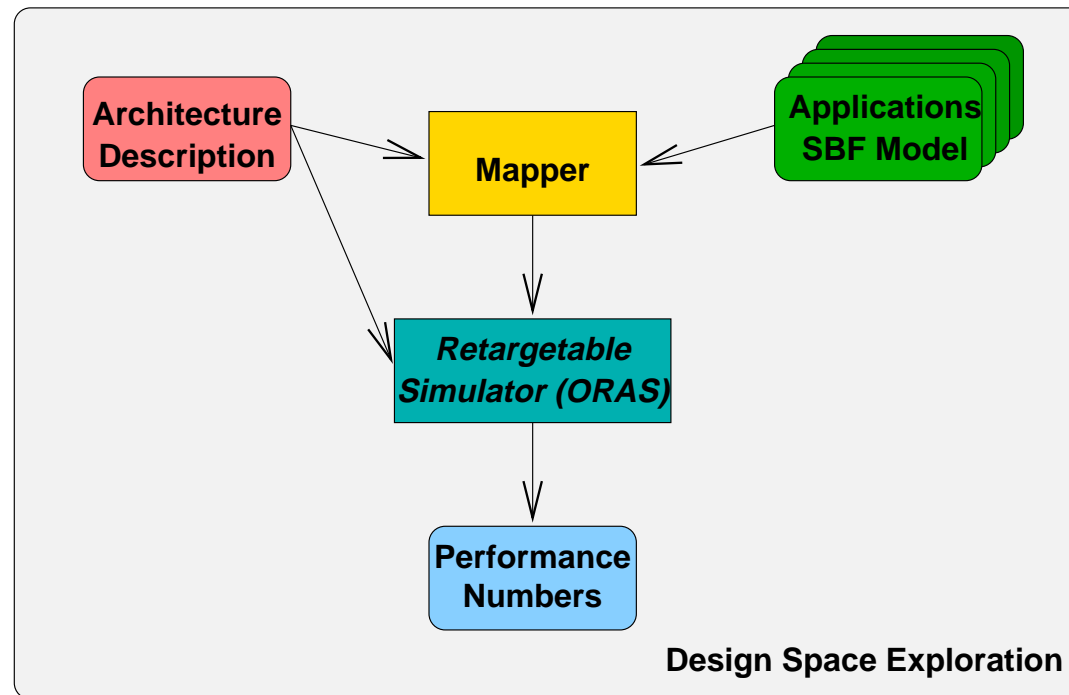 Architecture
Description
Applications
SBF Model
Mapper
Retargetable
Simulator (ORAS)
Performance
Numbers
Design Space Exploration